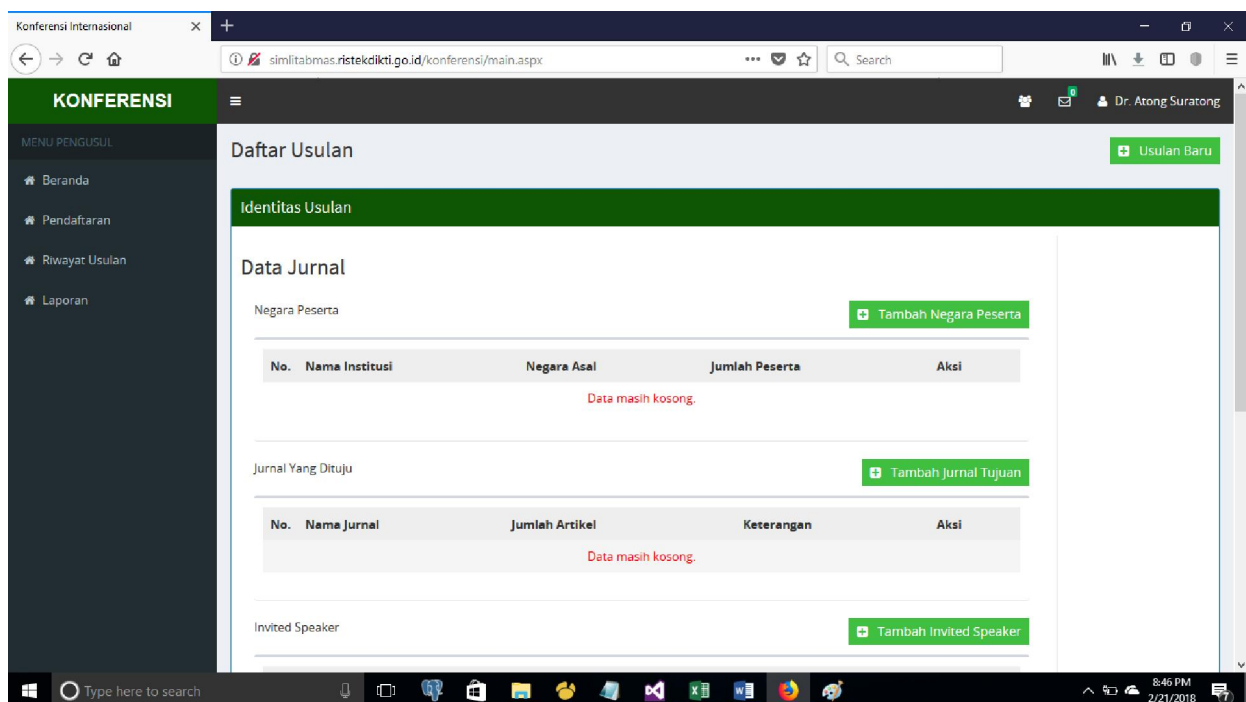 Konferensi Internasional
simlitabmas.ristekdikti.go.id/konferensi/main.aspx
Search
KONFERENSI
0
Dr. Atong Suratong
MENU PENGUSUL
Beranda
Pendaftaran
Riwayat Usulan
Laporan
Daftar Usulan
Usulan Baru
Identitas Usulan
Data Jurnal
Negara Peserta
Tambah Negara Peserta
No. Nama Institusi Negara Asal Jumlah Peserta Aksi
Data masih kosong.
Jurnal Yang Dituju
Tambah Jurnal Tujuan
No. Nama Jurnal Jumlah Artikel Keterangan Aksi
Data masih kosong.
Invited Speaker
Tambah Invited Speaker
Type here to search
8:46 PM
2/21/2018
7